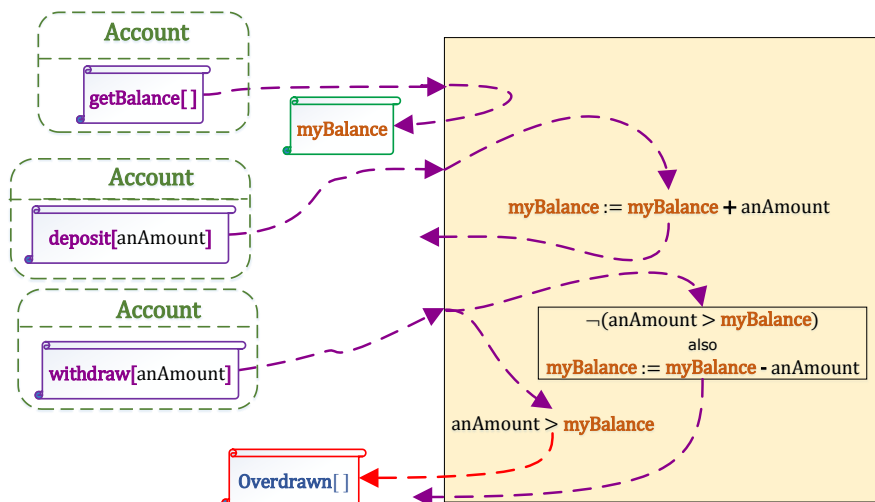 Account
getBalance[]
myBalance
Account
deposit[anAmount]
myBalance := myBalance + anAmount
Account
withdraw[anAmount]
¬(anAmount > myBalance)
also
myBalance := myBalance - anAmount
anAmount > myBalance
Overdrawn[]